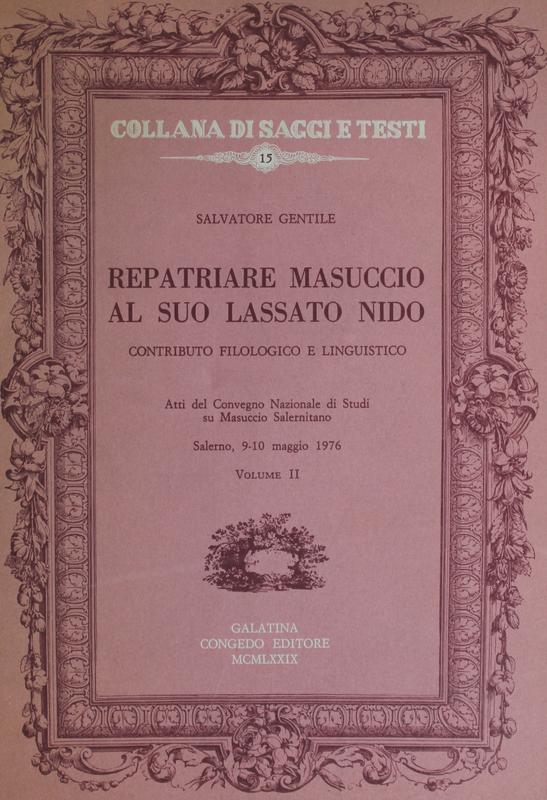 COLLANA DI SAGGI E TESTI
15
SALVATORE GENTILE
REPATRIARE MASUCCIO
AL SUO LASSATO NIDO
CONTRIBUTO FILOLOGICO E LINGUISTICO
Atti del Convegno Nazionale di Studi
su Masuccio Salernitano
Salerno, 9-10 maggio 1976
VOLUME II
GALATINA
CONGEDO EDITORE
MCMLXXIX